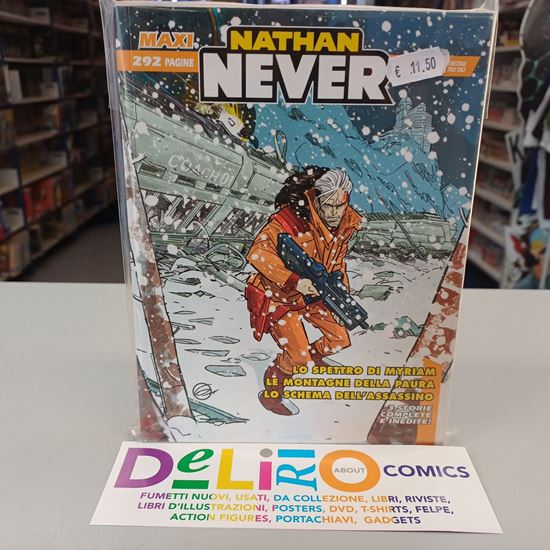 MAXI
292 PAGINE
NATHAN
NEVER
€ 11.50
COACH 01
LO SPETTRO DI MYRIAM
LE MONTAGNE DELLA PAURA
LO SCHEMA DELL'ASSASSINO
3 STORIE
COMPLETE
E INEDITE!
DeLiRiO ABOUT COMICS
FUMETTI NUOVI, USATI, DA COLLEZIONE, LIBRI, RIVISTE,
LIBRI D'ILLUSTRAZIONI, POSTERS, DVD, T-SHIRTS, FELPE,
ACTION FIGURES, PORTACHIAVI, GADGETS